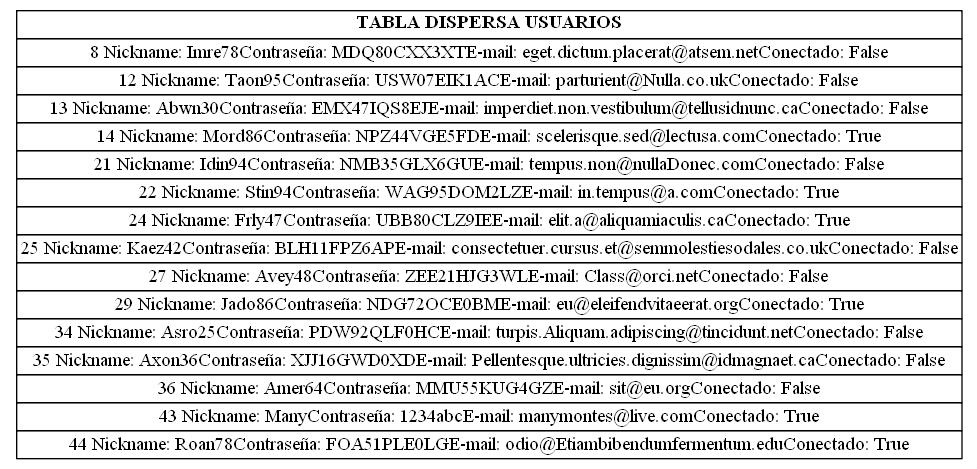 TABLA DISPERSA USUARIOS
8 Nickname: Imre78Contraseña: MDQ80CXX3XTE-mail: eget.dictum.placerat@atsem.netConectado: False
12 Nickname: Taon95Contraseña: USW07EIK1ACE-mail: parturient@Nulla.co.ukConectado: False
13 Nickname: Abwn30Contraseña: EMX47IQS8EJE-mail: imperdiet.non.vestibulum@tellusidnunc.caConectado: False
14 Nickname: Mord86Contraseña: NPZ44VGE5FDE-mail: scelerisque.sed@lectusa.comConectado: True
21 Nickname: Idin94Contraseña: NMB35GLX6GUE-mail: tempus.non@nullaDonec.comConectado: False
22 Nickname: Stin94Contraseña: WAG95DOM2LZE-mail: in.tempus@a.comConectado: True
24 Nickname: Frly47Contraseña: UBB80CLZ9IEE-mail: elit.a@aliquamiaculis.caConectado: True
25 Nickname: Kaez42Contraseña: BLH11FPZ6APE-mail: consectetuer.cursus.et@semmolestiesodales.co.ukConectado: False
27 Nickname: Avey48Contraseña: ZEE21HJG3WLE-mail: Class@orci.netConectado: False
29 Nickname: Jado86Contraseña: NDG72OCE0BME-mail: eu@eleifendvitaeerat.orgConectado: True
34 Nickname: Asro25Contraseña: PDW92QLF0HCE-mail: turpis.Aliquam.adipiscing@tincidunt.netConectado: False
35 Nickname: Axon36Contraseña: XJJ16GWD0XDE-mail: Pellentesque.ultricies.dignissim@idmagnaet.caConectado: False
36 Nickname: Amer64Contraseña: MMU55KUG4GZE-mail: sit@eu.orgConectado: False
43 Nickname: ManyContraseña: 1234abcE-mail: manymontes@live.comConectado: True
44 Nickname: Roan78Contraseña: FOA51PLE0LGE-mail: odio@Etiambibendumfermentum.eduConectado: True